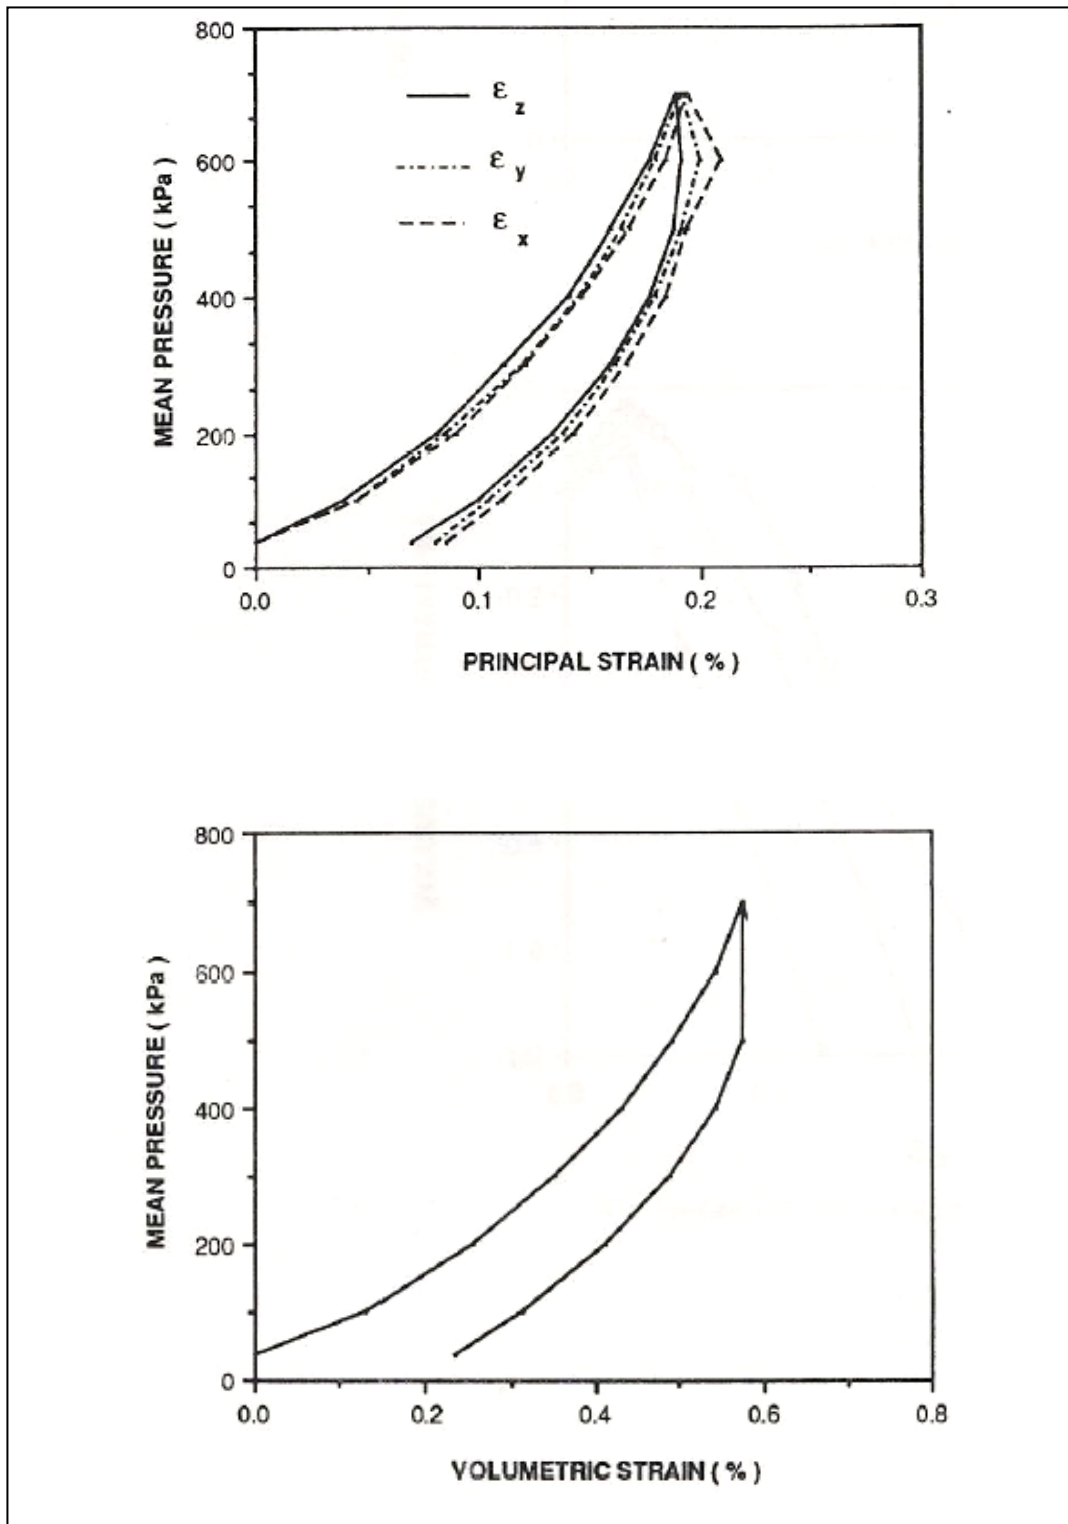 800
600
400
200
0
MEAN PRESSURE ( kPa )
ε z
ε y
ε x
0.0 0.1 0.2 0.3
PRINCIPAL STRAIN ( % )
800
600
400
200
0
MEAN PRESSURE ( kPa )
0.0 0.2 0.4 0.6 0.8
VOLUMETRIC STRAIN ( % )